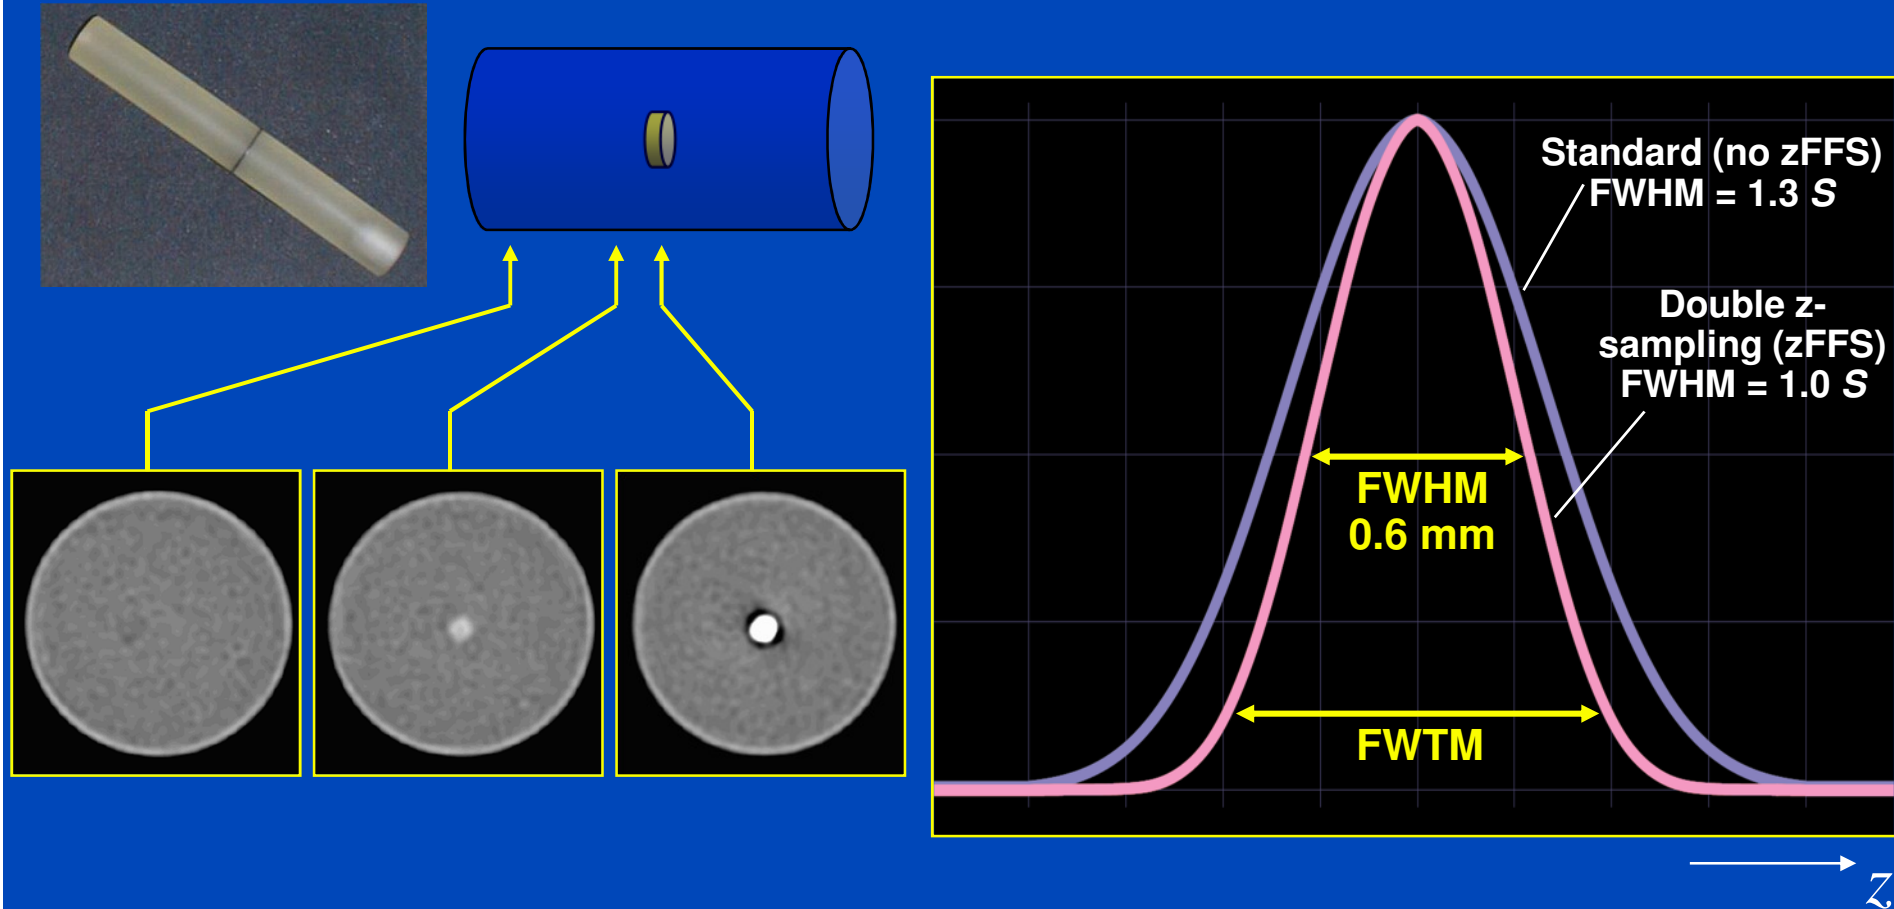 Standard (no zFFS)
FWHM = 1.3 S
Double z-
sampling (zFFS)
FWHM = 1.0 S
FWHM
0.6 mm
FWTM
z